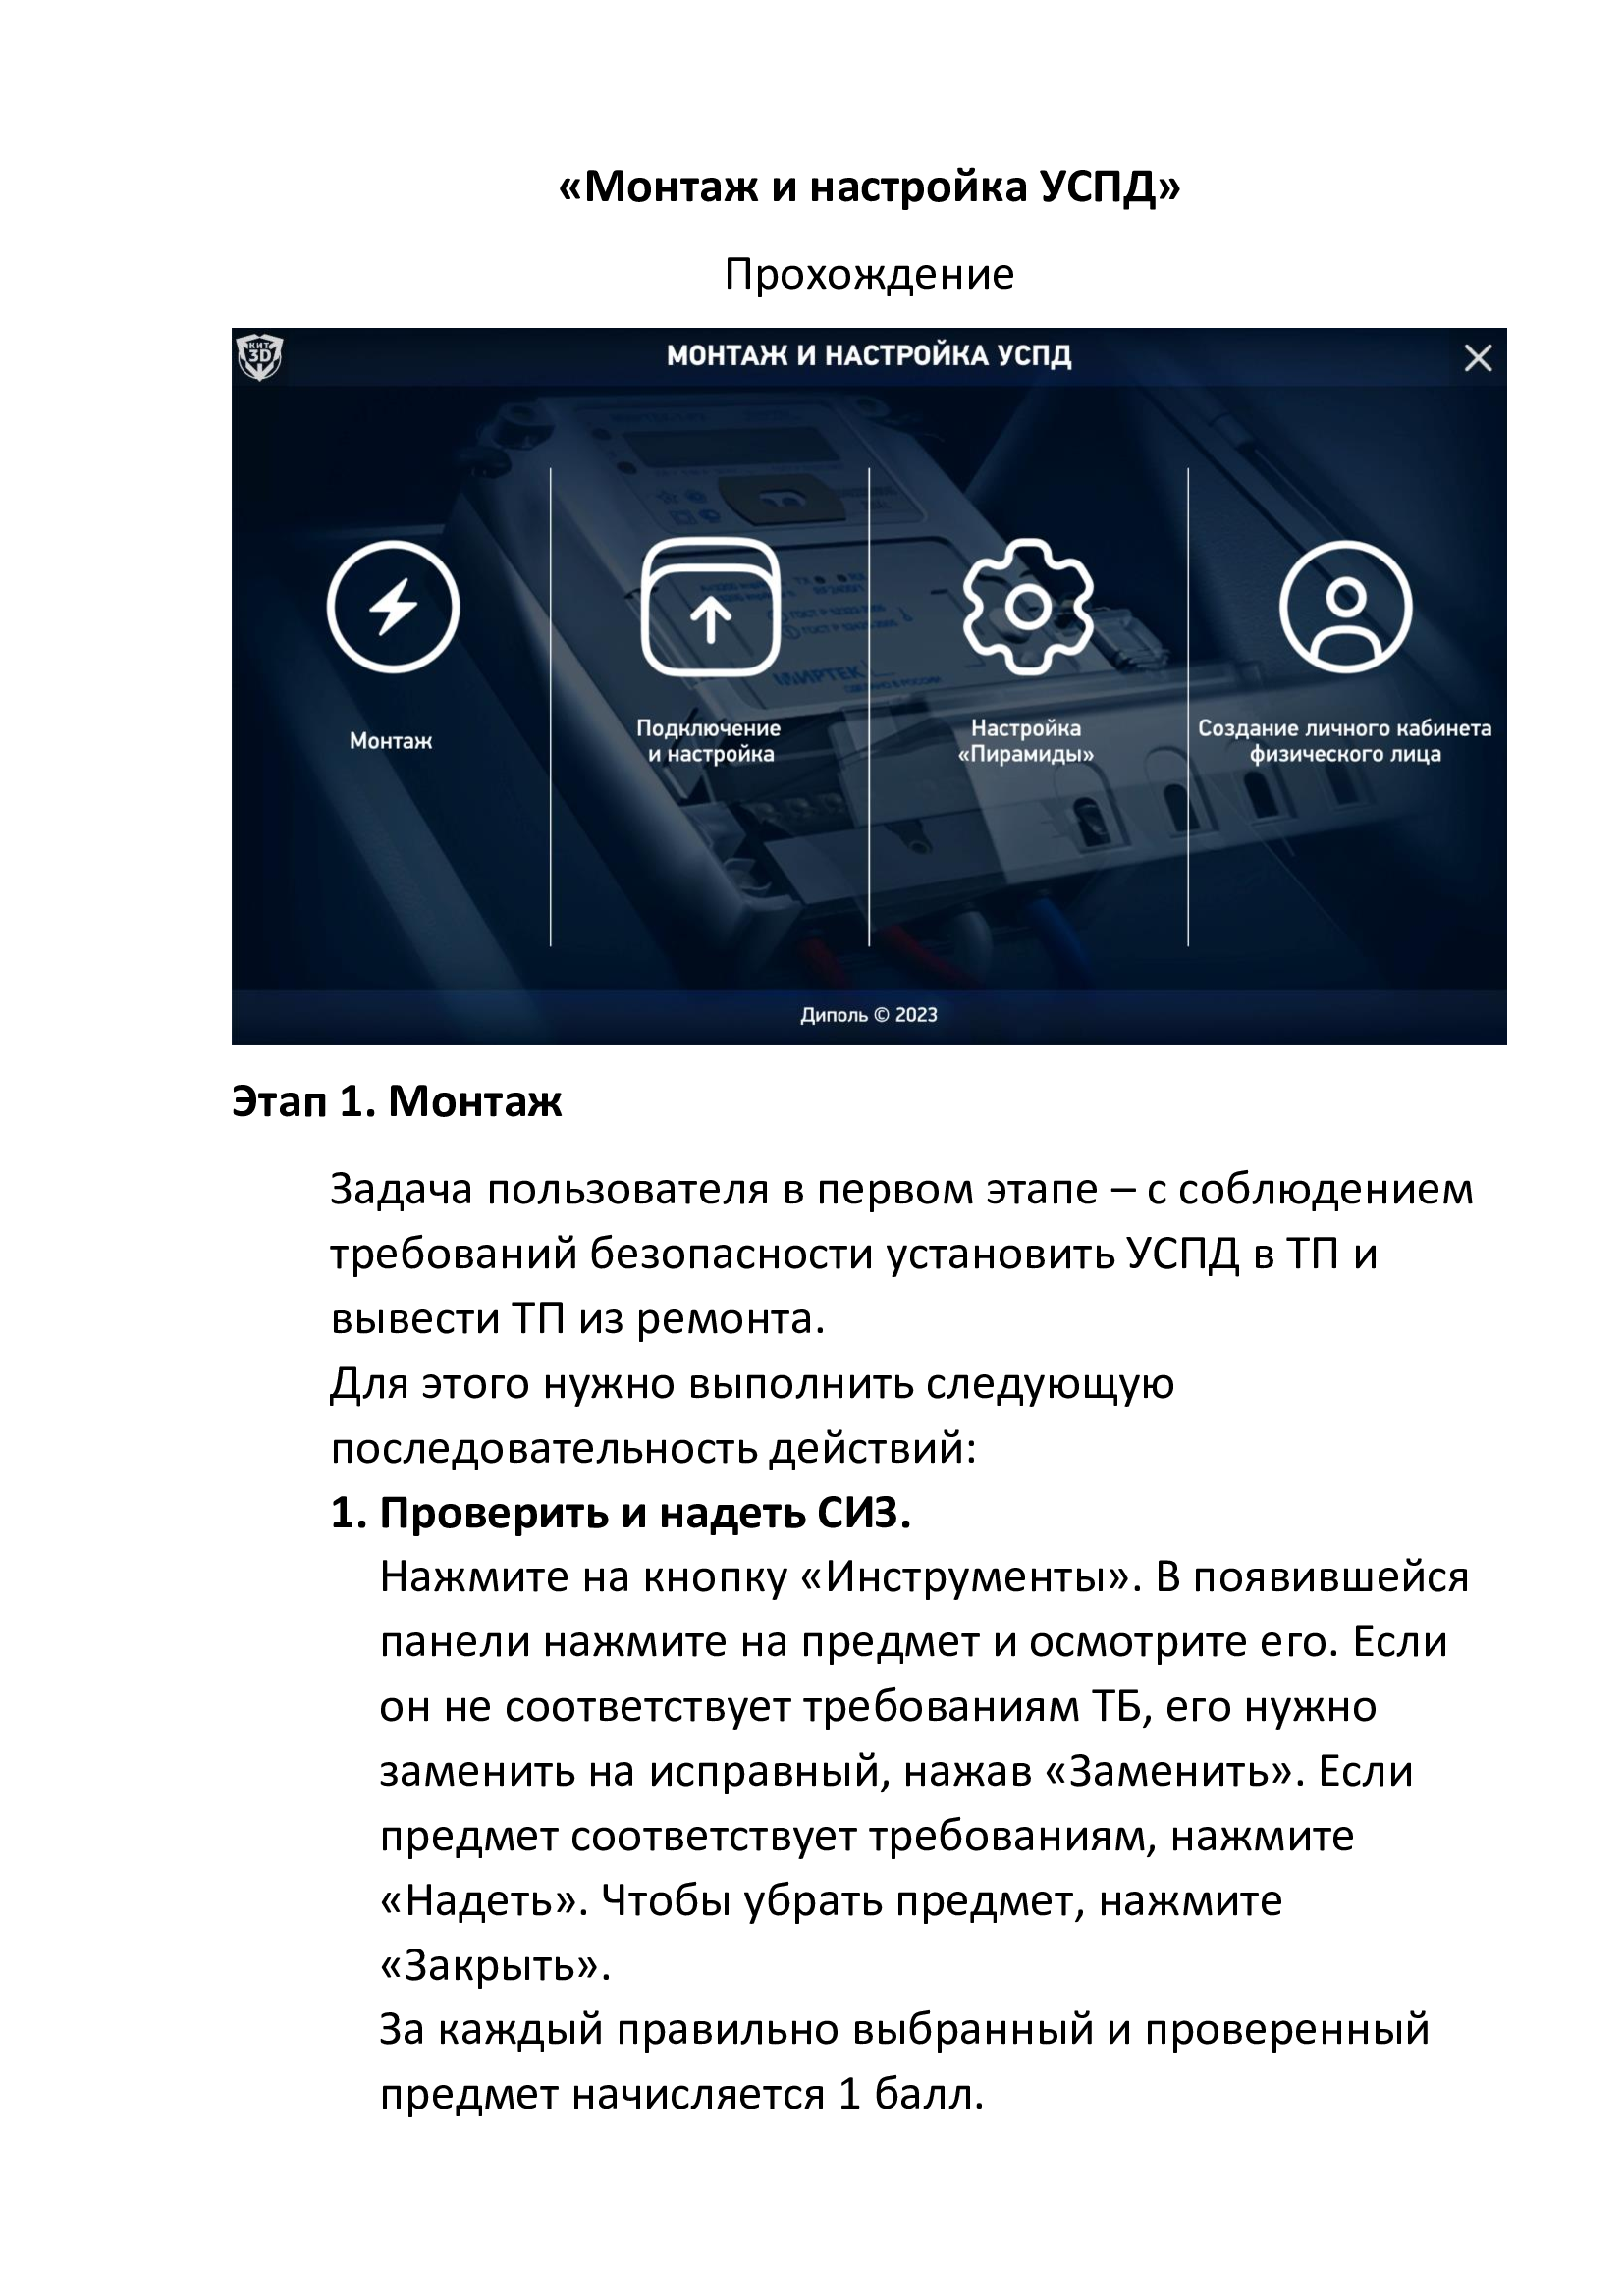 «Монтаж и настройка УСПД»
Прохождение
КИТ
3D
МОНТАЖ И НАСТРОЙКА УСПД
Монтаж
Подключение
и настройка
Настройка
«Пирамиды»
Создание личного кабинета
физического лица
МИРТЕК
Диполь © 2023
Этап 1. Монтаж
Задача пользователя в первом этапе – с соблюдением
требований безопасности установить УСПД в ТП и
вывести ТП из ремонта.
Для этого нужно выполнить следующую
последовательность действий:
1. Проверить и надеть СИЗ.
Нажмите на кнопку «Инструменты». В появившейся
панели нажмите на предмет и осмотрите его. Если
он не соответствует требованиям ТБ, его нужно
заменить на исправный, нажав «Заменить». Если
предмет соответствует требованиям, нажмите
«Надеть». Чтобы убрать предмет, нажмите
«Закрыть».
За каждый правильно выбранный и проверенный
предмет начисляется 1 балл.